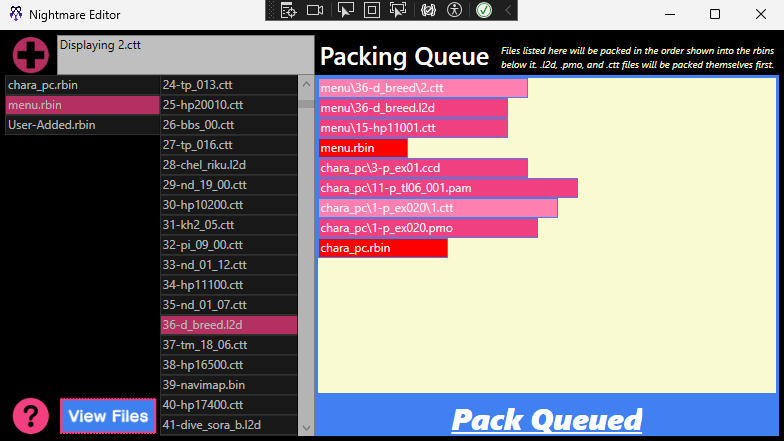 Nightmare Editor
Displaying 2.ctt
Packing Queue
Files listed here will be packed in the order shown into the rbins
below it. .l2d, .pmo, and .ctt files will be packed themselves first.
chara_pc.rbin
menu.rbin
User-Added.rbin
24-tp_013.ctt
25-hp20010.ctt
26-bbs_00.ctt
27-tp_016.ctt
28-chel_riku.l2d
29-nd_19_00.ctt
30-hp10200.ctt
31-kh2_05.ctt
32-pi_09_00.ctt
33-nd_01_12.ctt
34-hp11100.ctt
35-nd_01_07.ctt
36-d_breed.l2d
37-tm_18_06.ctt
38-hp16500.ctt
39-navimap.bin
40-hp17400.ctt
41-dive_sora_b.l2d
menu\36-d_breed\2.ctt
menu\36-d_breed.l2d
menu\15-hp11001.ctt
menu.rbin
chara_pc\3-p_ex01.ccd
chara_pc\11-p_tl06_001.pam
chara_pc\1-p_ex020\1.ctt
chara_pc\1-p_ex020.pmo
chara_pc.rbin
?
View Files
Pack Queued